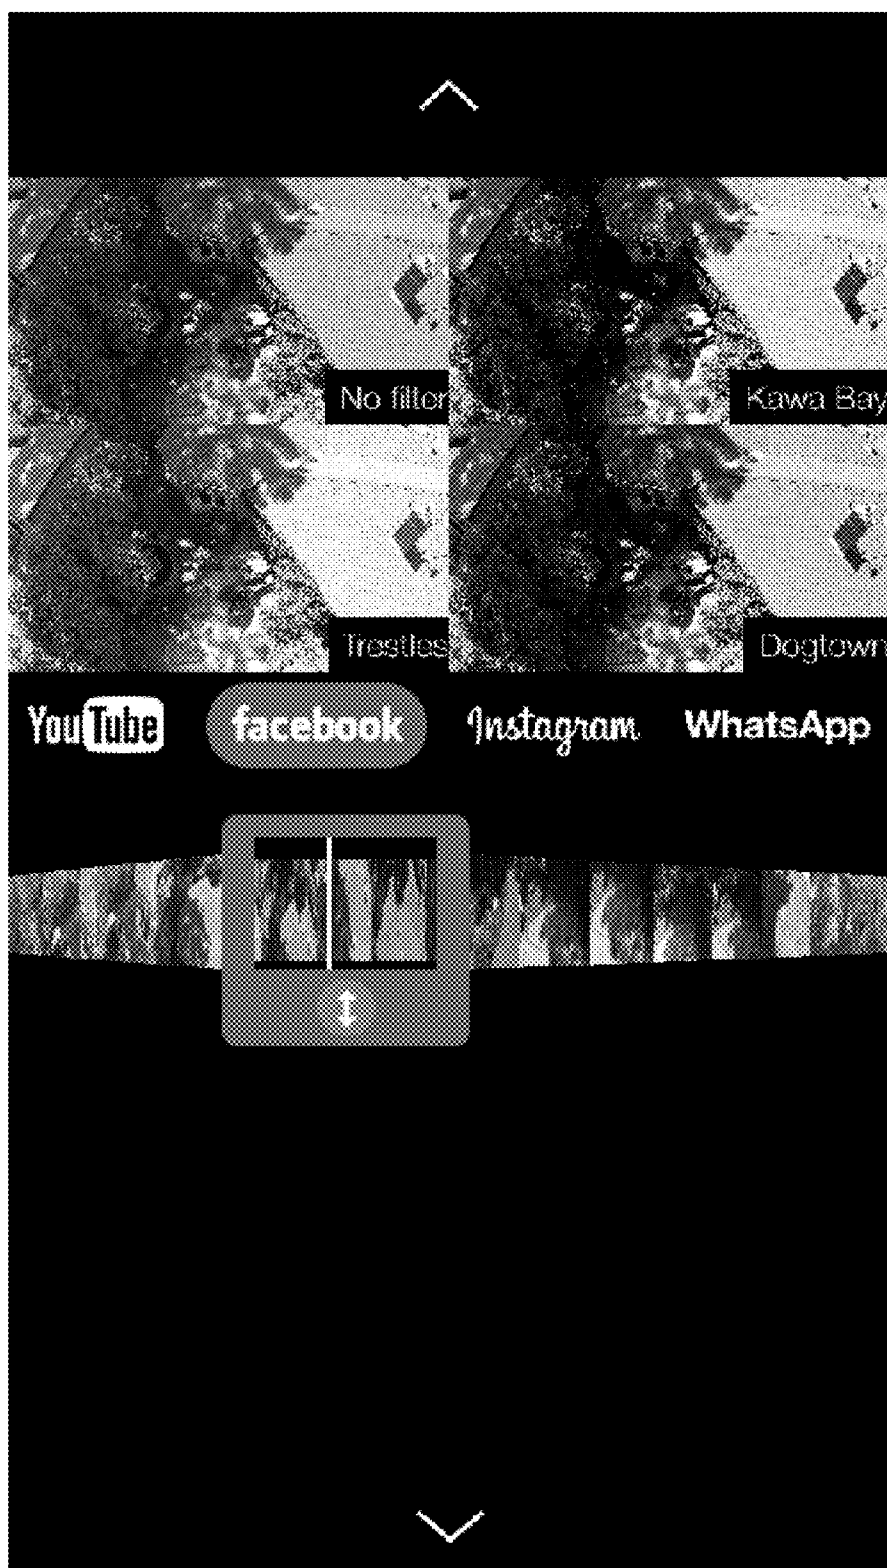 No filter
Kawa Bay
Trestles
Dogtown
YouTube
facebook
Instagram
WhatsApp